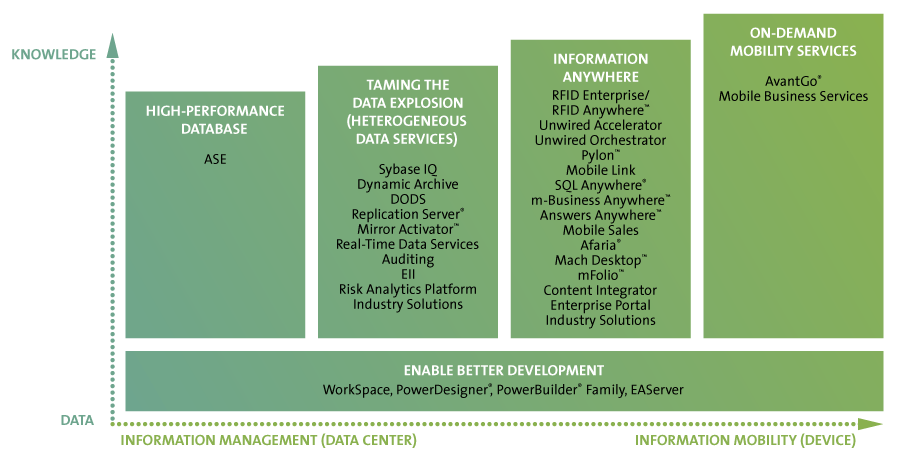 KNOWLEDGE
HIGH-PERFORMANCE
DATABASE
ASE
TAMING THE
DATA EXPLOSION
(HETEROGENEOUS
DATA SERVICES)
Sybase IQ
Dynamic Archive
DODS
Replication Server®
Mirror Activator™
Real-Time Data Services
Auditing
EII
Risk Analytics Platform
Industry Solutions
INFORMATION
ANYWHERE
RFID Enterprise/
RFID Anywhere™
Unwired Accelerator
Unwired Orchestrator
Pylon™
Mobile Link
SQL Anywhere®
m-Business Anywhere™
Answers Anywhere™
Mobile Sales
Afaria®
Mach Desktop™
mFolio™
Content Integrator
Enterprise Portal
Industry Solutions
ON-DEMAND
MOBILITY SERVICES
AvantGo®
Mobile Business Services
ENABLE BETTER DEVELOPMENT
WorkSpace, PowerDesigner®, PowerBuilder® Family, EAServer
DATA
INFORMATION MANAGEMENT (DATA CENTER)
INFORMATION MOBILITY (DEVICE)